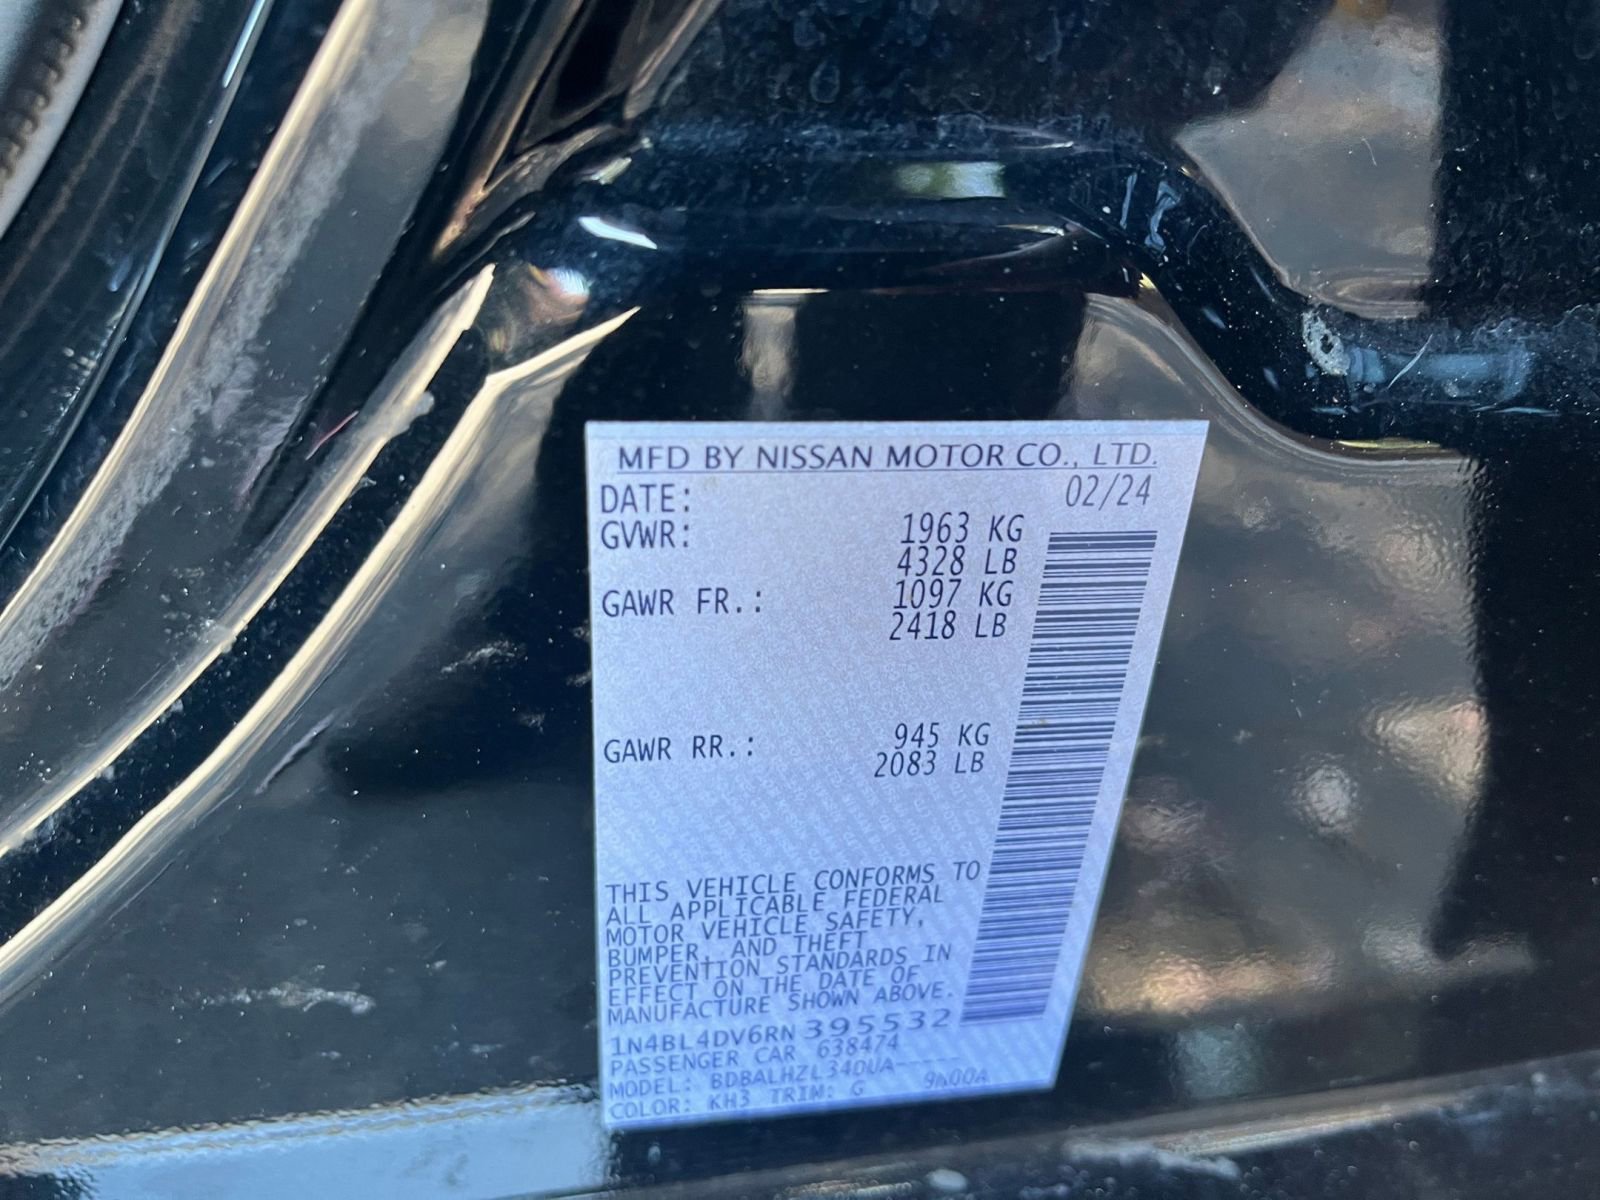 MFD BY NISSAN MOTOR CO., LTD.
DATE: 02/24
GVWR: 1963 KG
4328 LB
GAWR FR.: 1097 KG
2418 LB
GAWR RR.: 945 KG
2083 LB
THIS VEHICLE CONFORMS TO
ALL APPLICABLE FEDERAL
MOTOR VEHICLE SAFETY,
BUMPER, AND THEFT
PREVENTION STANDARDS IN
EFFECT ON THE DATE OF
MANUFACTURE SHOWN ABOVE.
1N4BL4DV6RN395532
PASSENGER CAR 638474
MODEL: BDBALHZL34DUA-----
COLOR: KH3 TRIM: G